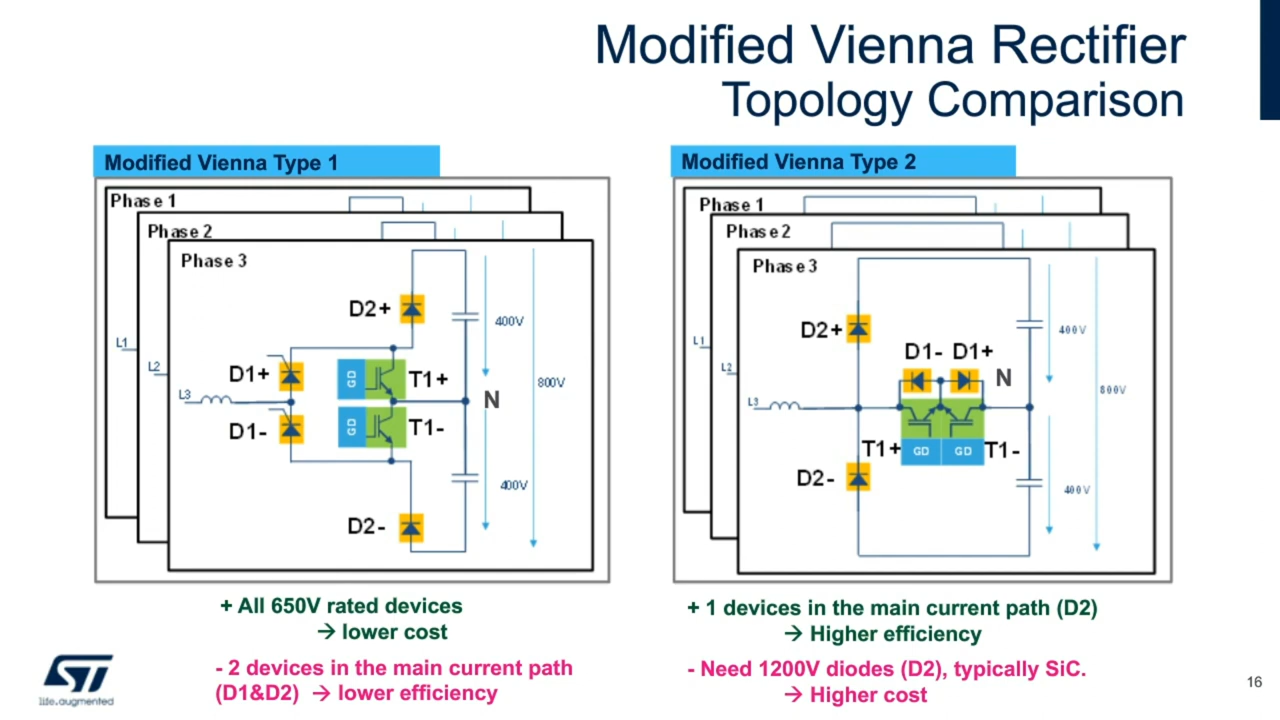 Modified Vienna Rectifier
Topology Comparison
Modified Vienna Type 1
Phase 1
Phase 2
Phase 3
D2+
400V
L1
L2
D1+
GD
T1+
800V
L3
N
D1-
GD
T1-
400V
D2-
+ All 650V rated devices
→ lower cost
- 2 devices in the main current path
(D1&D2) → lower efficiency
Modified Vienna Type 2
Phase 1
Phase 2
Phase 3
D2+
400V
L1
D1- D1+
L2
N
800V
L3
T1+ GD GD T1-
D2-
400V
+ 1 devices in the main current path (D2)
→ Higher efficiency
- Need 1200V diodes (D2), typically SiC.
→ Higher cost
ST
life.augmented
16